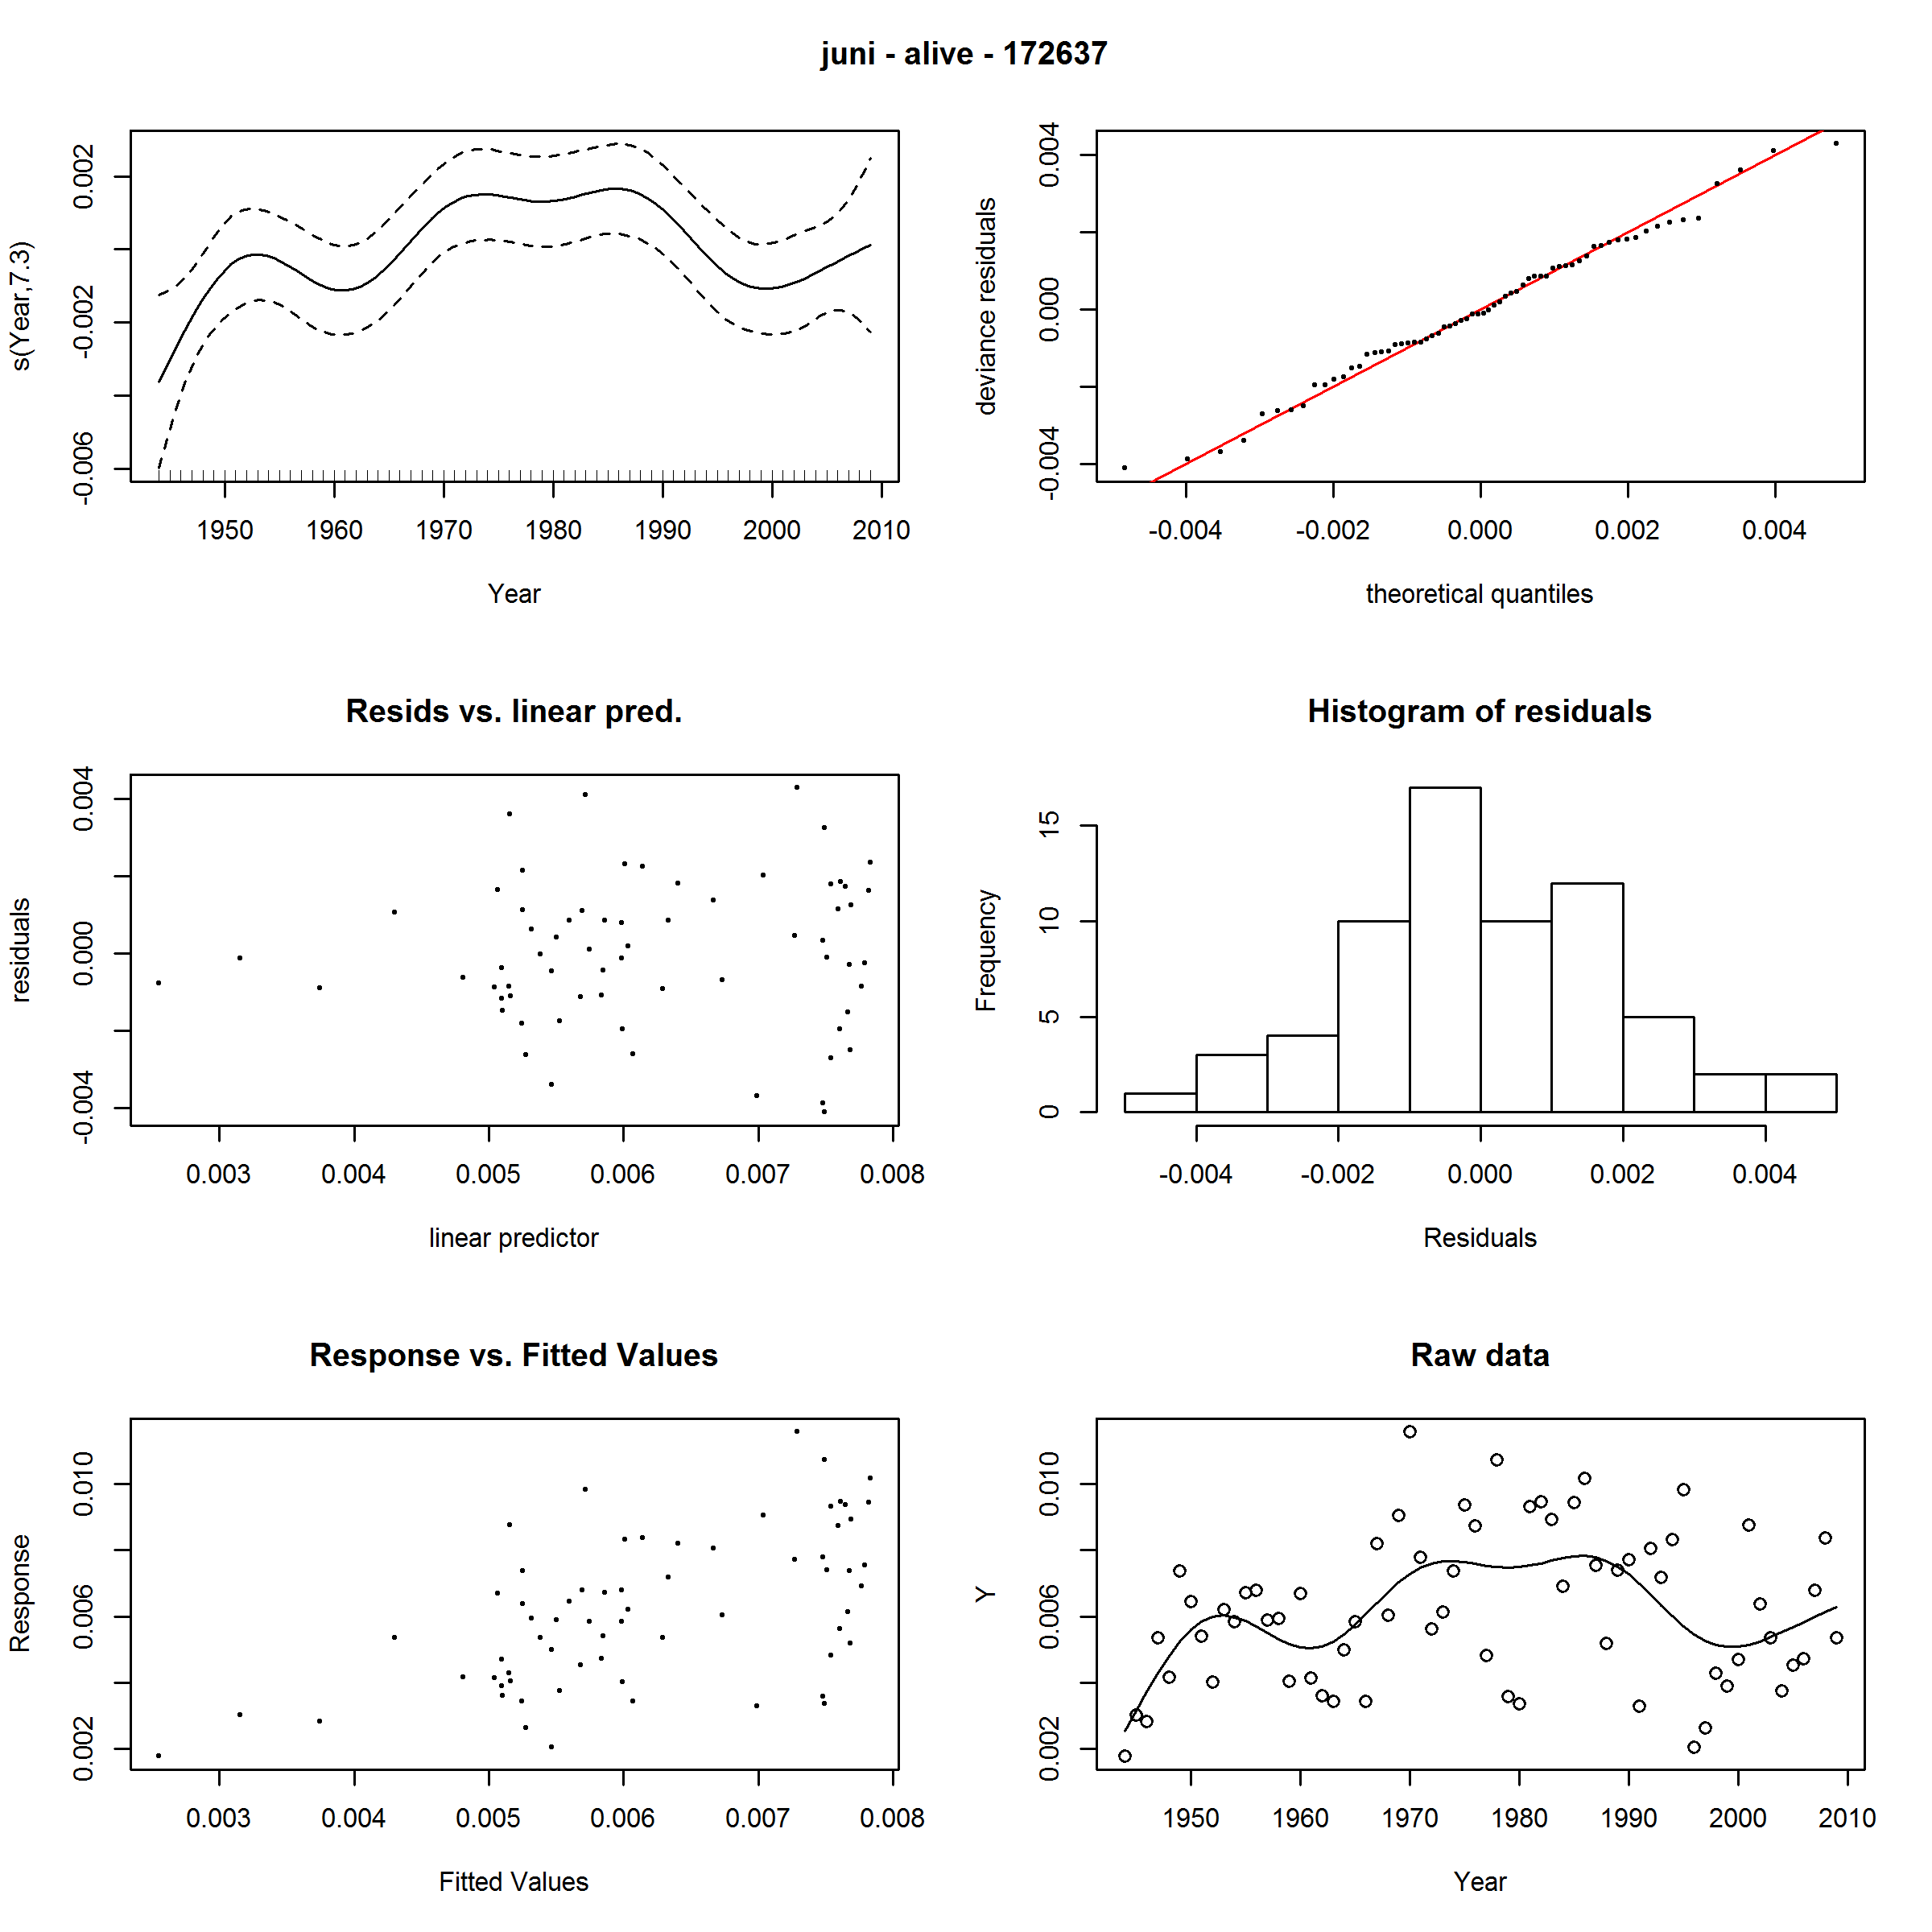 juni - alive - 172637
s(Year,7.3)
-0.006 -0.002 0.002
1950 1960 1970 1980 1990 2000 2010
Year
deviance residuals
-0.004 0.000 0.004
-0.004 -0.002 0.000 0.002 0.004
theoretical quantiles
Resids vs. linear pred.
residuals
-0.004 0.000 0.004
0.003 0.004 0.005 0.006 0.007 0.008
linear predictor
Histogram of residuals
Frequency
0 5 10 15
-0.004 -0.002 0.000 0.002 0.004
Residuals
Response vs. Fitted Values
Response
0.002 0.006 0.010
0.003 0.004 0.005 0.006 0.007 0.008
Fitted Values
Raw data
Y
0.002 0.006 0.010
1950 1960 1970 1980 1990 2000 2010
Year